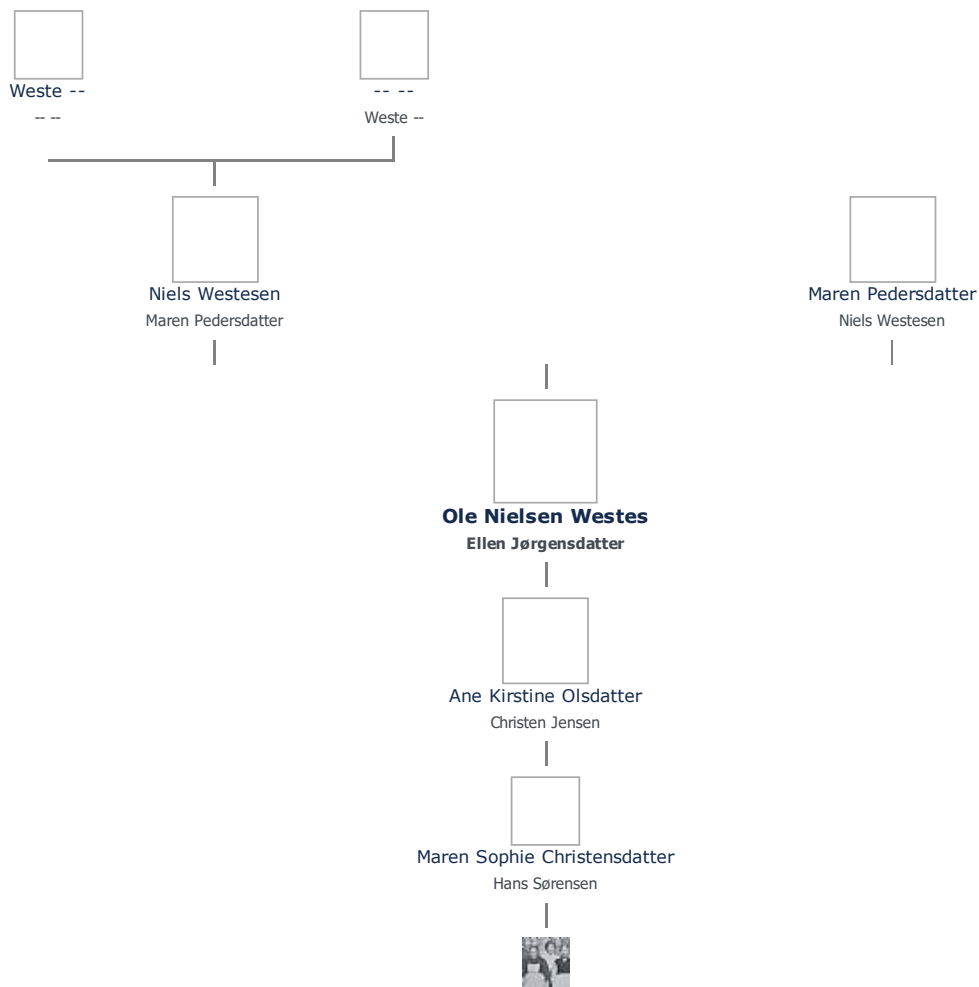 Weste --
-- --
-- --
Weste --
Niels Westesen
Maren Pedersdatter
Maren Pedersdatter
Niels Westesen
Ole Nielsen Westes
Ellen Jørgensdatter
Ane Kirstine Olsdatter
Christen Jensen
Maren Sophie Christensdatter
Hans Sørensen